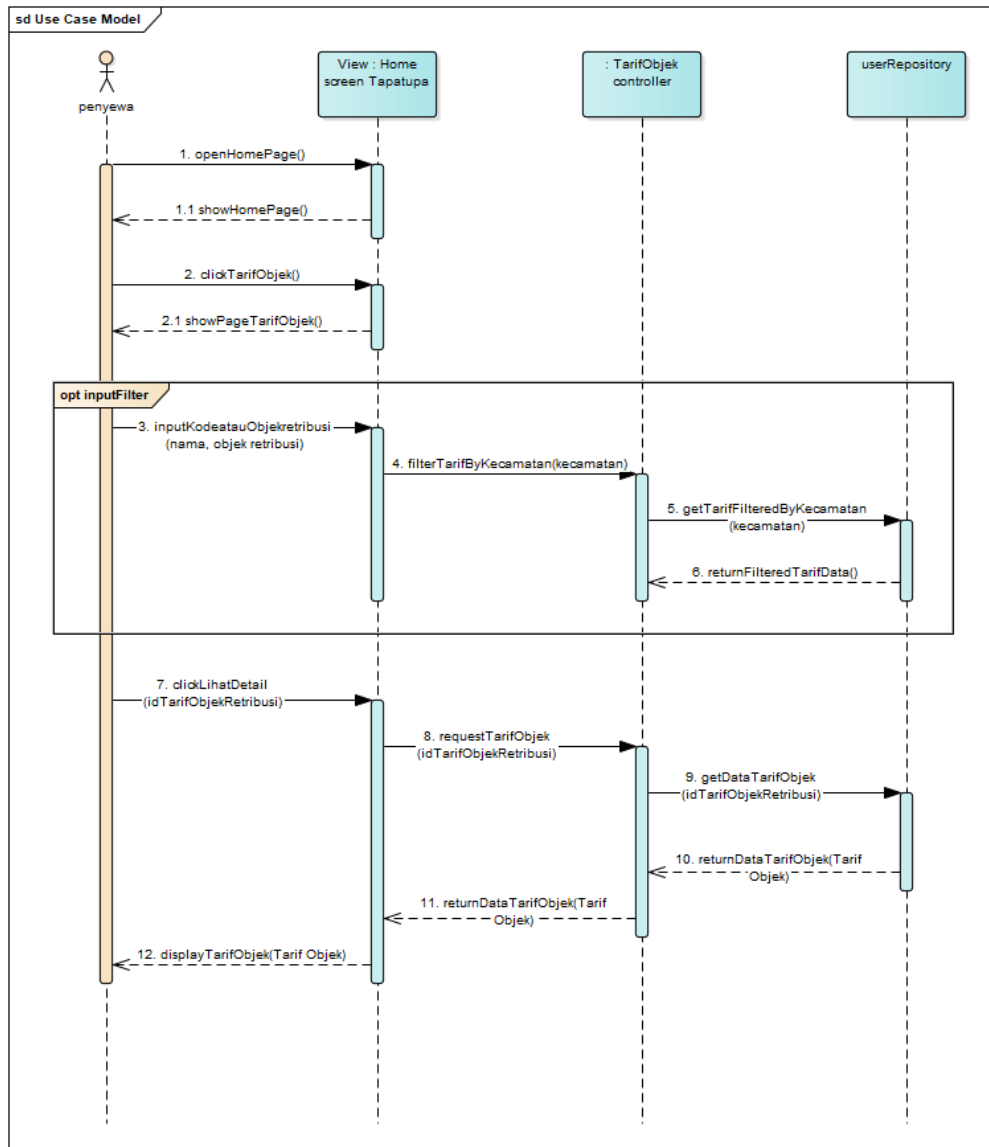 sd Use Case Model
penyewa
View : Home
screen Tapatupa
: TarifObjek
controller
userRepository
1. openHomePage()
1.1 showHomePage()
2. clickTarifObjek()
2.1 showPageTarifObjek()
opt inputFilter
3. inputKodeatauObjekretribusi
(nama, objek retribusi)
4. filterTarifByKecamatan(kecamatan)
5. getTarifFilteredByKecamatan
(kecamatan)
6. returnFilteredTarifData()
7. clickLihatDetail
(idTarifObjekRetribusi)
8. requestTarifObjek
(idTarifObjekRetribusi)
9. getDataTarifObjek
(idTarifObjekRetribusi)
10. returnDataTarifObjek(Tarif
Objek)
11. returnDataTarifObjek(Tarif
Objek)
12. displayTarifObjek(Tarif Objek)